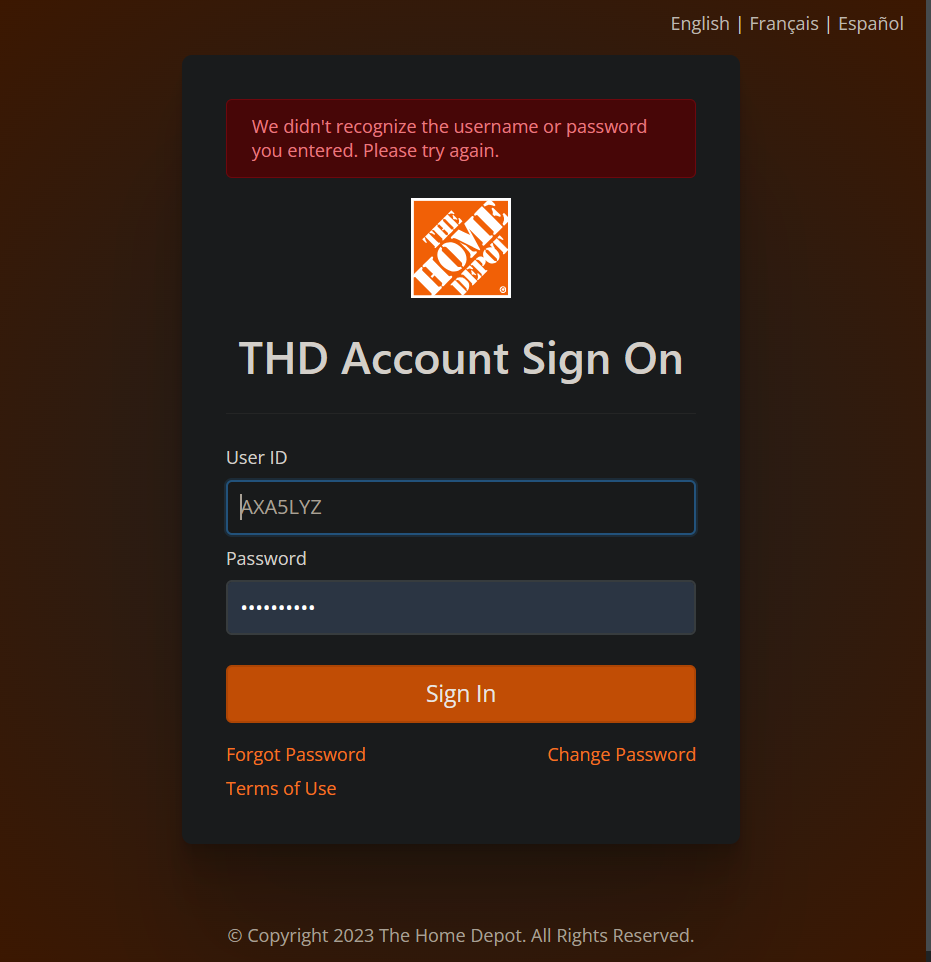 English | Français | Español
We didn't recognize the username or password
you entered. Please try again.
THE
HOME
DEPOT
®
THD Account Sign On
User ID
AXA5LYZ
Password
••••••••••
Sign In
Forgot Password
Change Password
Terms of Use
© Copyright 2023 The Home Depot. All Rights Reserved.